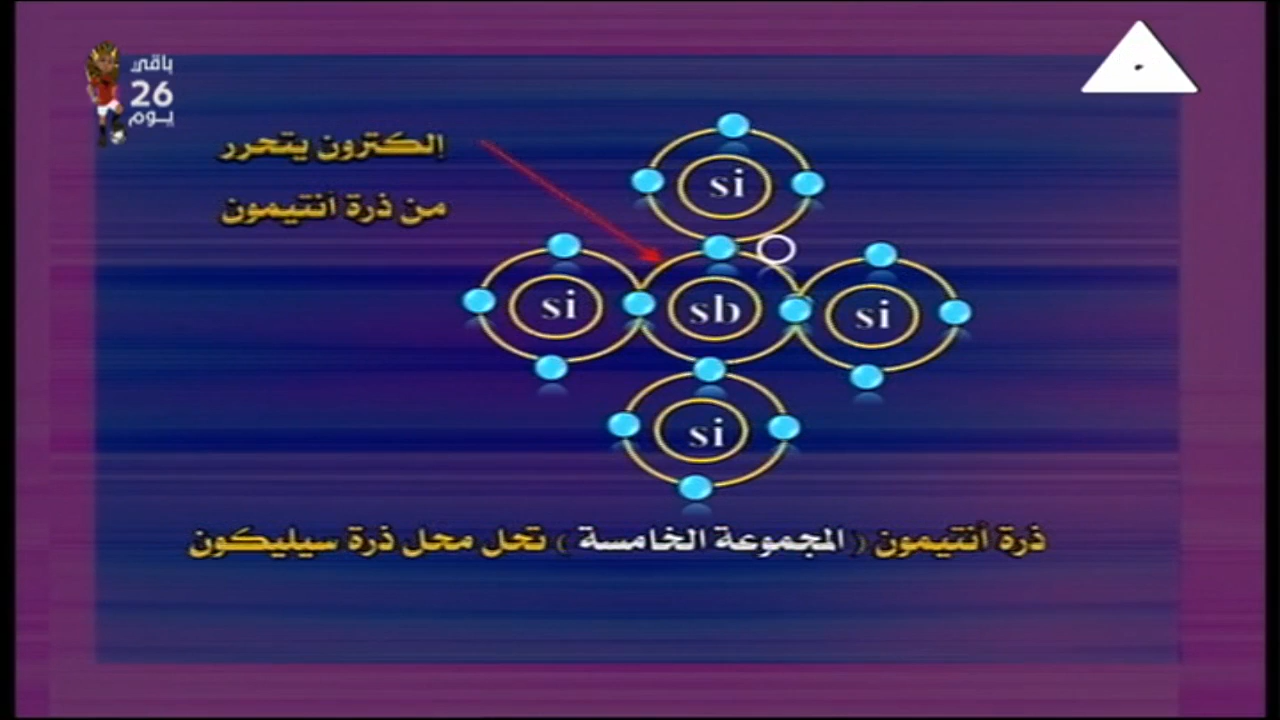 باقي
26
يوم
إلكترون يتحرر
من ذرة أنتيمون
si
si
sb
si
si
ذرة أنتيمون ( المجموعة الخامسة ) تحل محل ذرة سيليكون